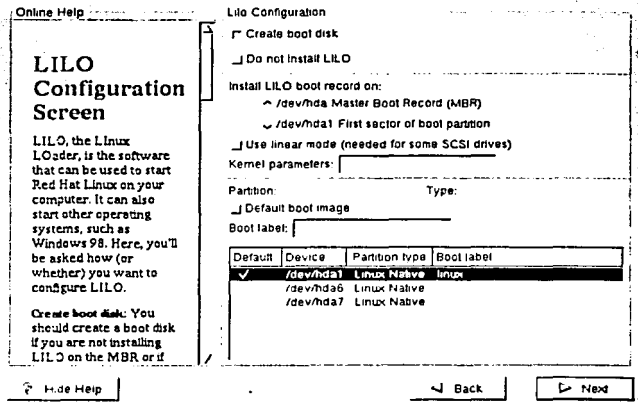 Online Help
LILO
Configuration
Screen
LILO, the LInux
LOader, is the software
that can be used to start
Red Hat Linux on your
computer. It can also
start other operating
systems, such as
Windows 98. Here, you'll
be asked how (or
whether) you want to
configure LILO.
Create boot disk: You
should create a boot disk
if you are not installing
LILO on the MBR or if
Lilo Configuration
Create boot disk
Do not install LILO
Install LILO boot record on:
/dev/hda Master Boot Record (MBR)
/dev/hda1 First sector of boot partition
Use linear mode (needed for some SCSI drives)
Kernel parameters:
Partition: Type:
Default boot image
Boot label:
Default Device Partition type Boot label
/dev/hda1 Linux Native linux
/dev/hda6 Linux Native
/dev/hda7 Linux Native
? Hide Help Back Next